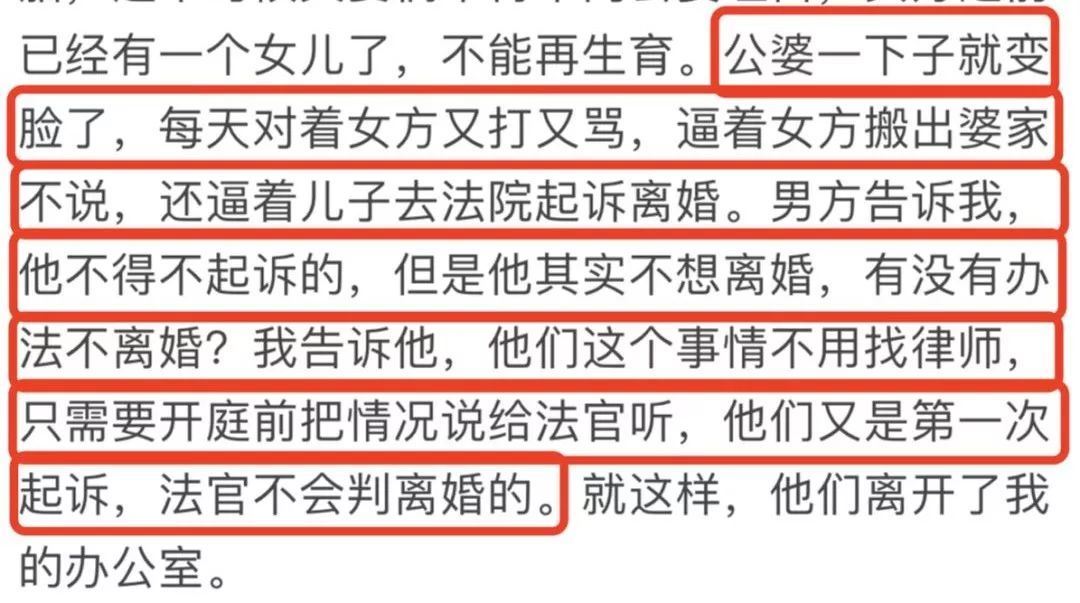 已经有一个女儿了，不能再生育。公婆一下子就变
脸了，每天对着女方又打又骂，逼着女方搬出婆家
不说，还逼着儿子去法院起诉离婚。男方告诉我，
他不得不起诉的，但是他其实不想离婚，有没有办
法不离婚？我告诉他，他们这个事情不用找律师，
只需要开庭前把情况说给法官听，他们又是第一次
起诉，法官不会判离婚的。就这样，他们离开了我
的办公室。